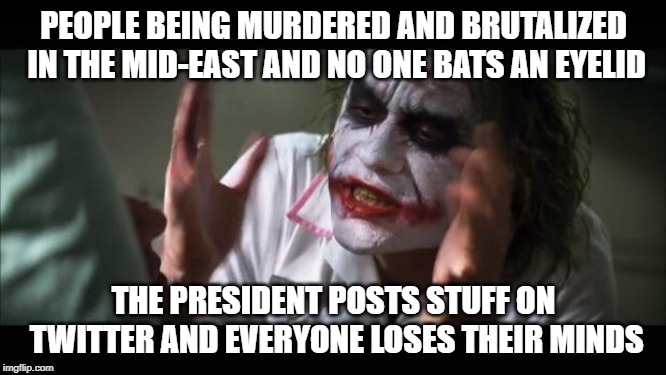 PEOPLE BEING MURDERED AND BRUTALIZED
IN THE MID-EAST AND NO ONE BATS AN EYELID
THE PRESIDENT POSTS STUFF ON
TWITTER AND EVERYONE LOSES THEIR MINDS
imgflip.com